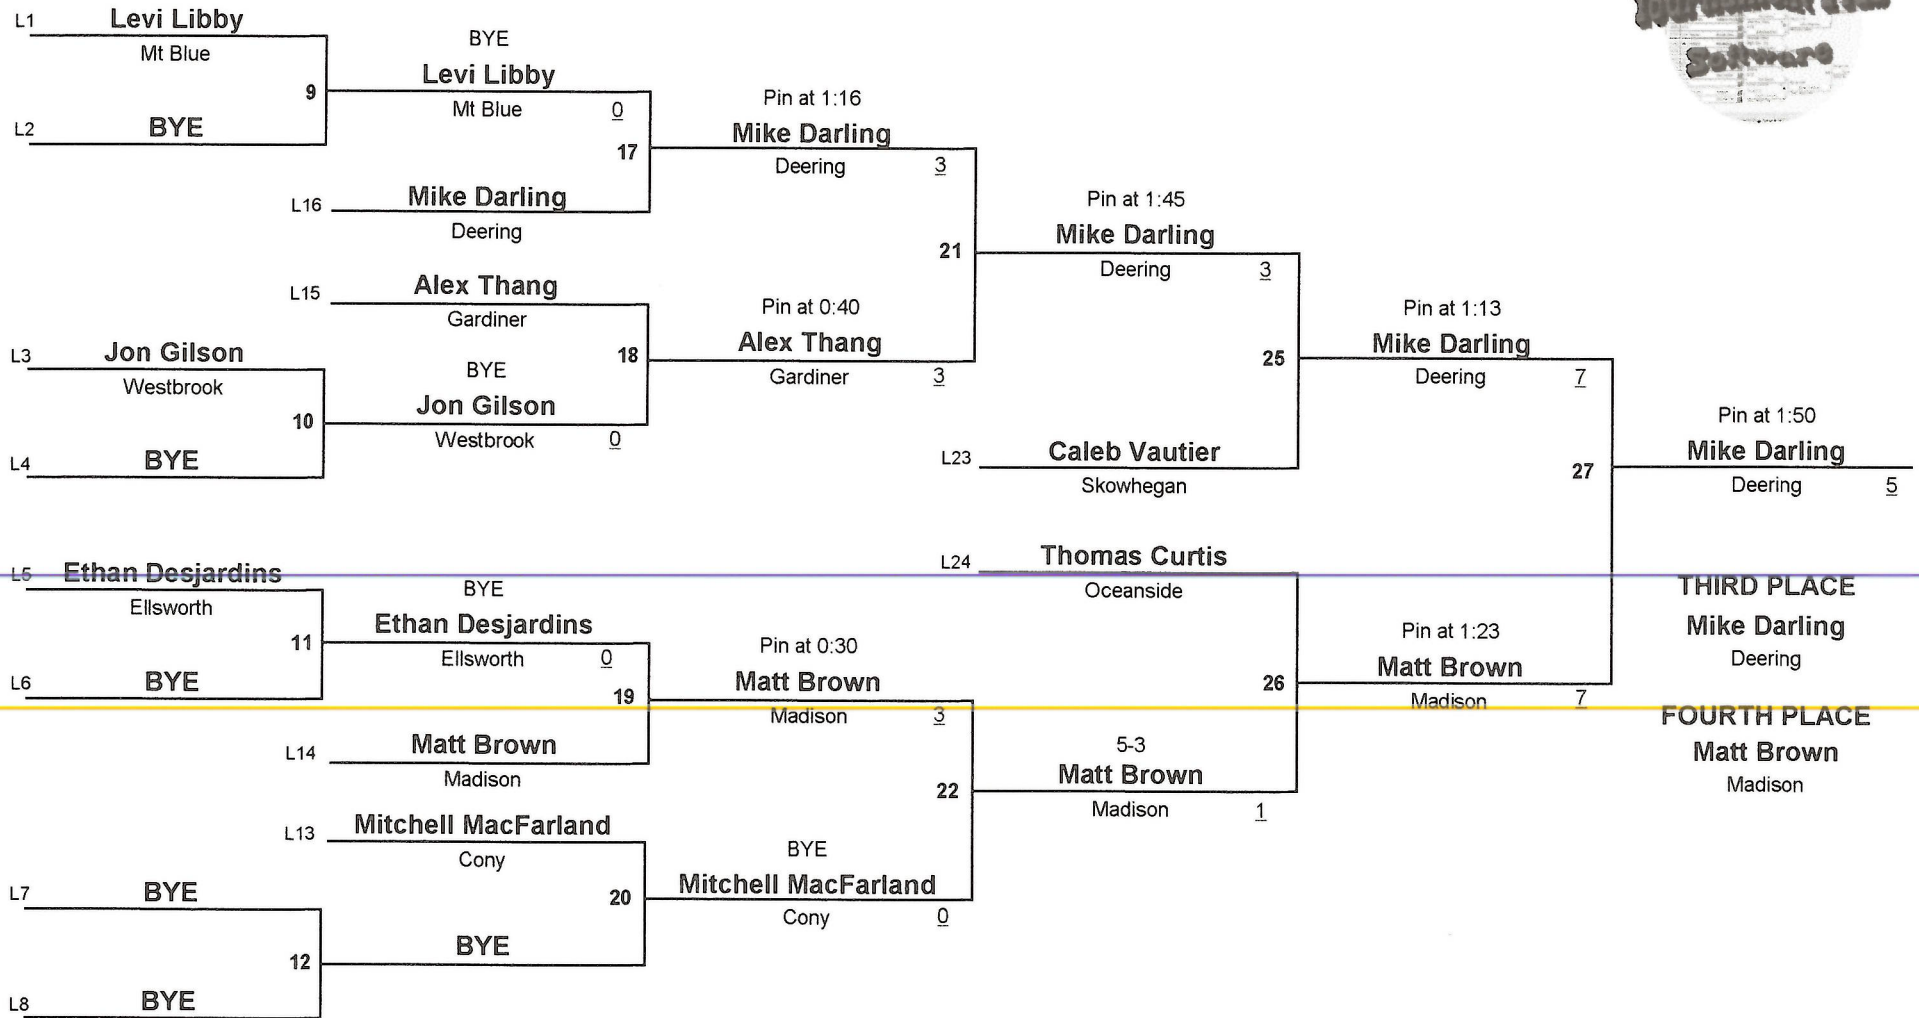 L1 Levi Libby
Mt Blue
9
L2 BYE
BYE
Levi Libby
Mt Blue 0
17
L16 Mike Darling
Deering
Pin at 1:16
Mike Darling
Deering 3
L15 Alex Thang
Gardiner
18
L3 Jon Gilson
Westbrook
10
L4 BYE
BYE
Jon Gilson
Westbrook 0
Pin at 0:40
Alex Thang
Gardiner 3
21
Pin at 1:45
Mike Darling
Deering 3
25
L23 Caleb Vautier
Skowhegan
Pin at 1:13
Mike Darling
Deering 7
27
Pin at 1:50
Mike Darling
Deering 5
L5 Ethan Desjardins
Ellsworth
11
L6 BYE
BYE
Ethan Desjardins
Ellsworth 0
19
L14 Matt Brown
Madison
Pin at 0:30
Matt Brown
Madison 3
22
L13 Mitchell MacFarland
Cony
20
L7 BYE
12
L8 BYE
BYE
BYE
Mitchell MacFarland
Cony 0
5-3
Matt Brown
Madison 1
L24 Thomas Curtis
Oceanside
26
Pin at 1:23
Matt Brown
Madison 7
THIRD PLACE
Mike Darling
Deering
FOURTH PLACE
Matt Brown
Madison
Software